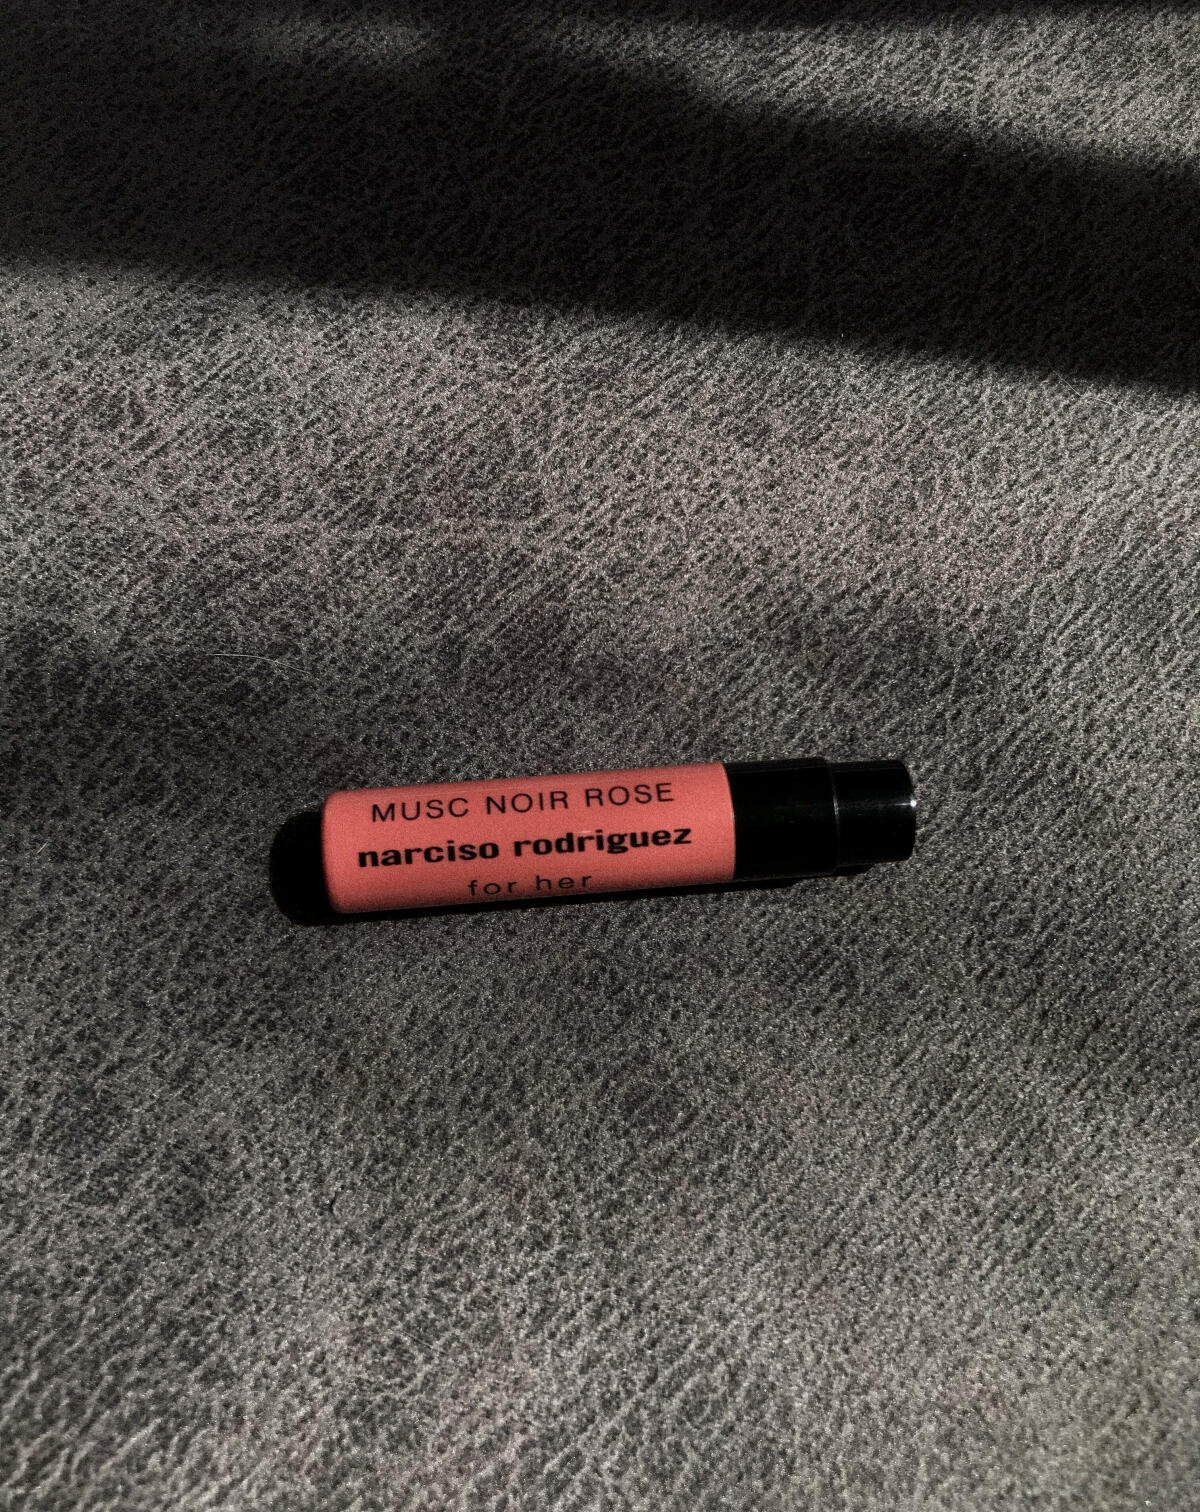 MUSC NOIR ROSE
narciso rodriguez
for her